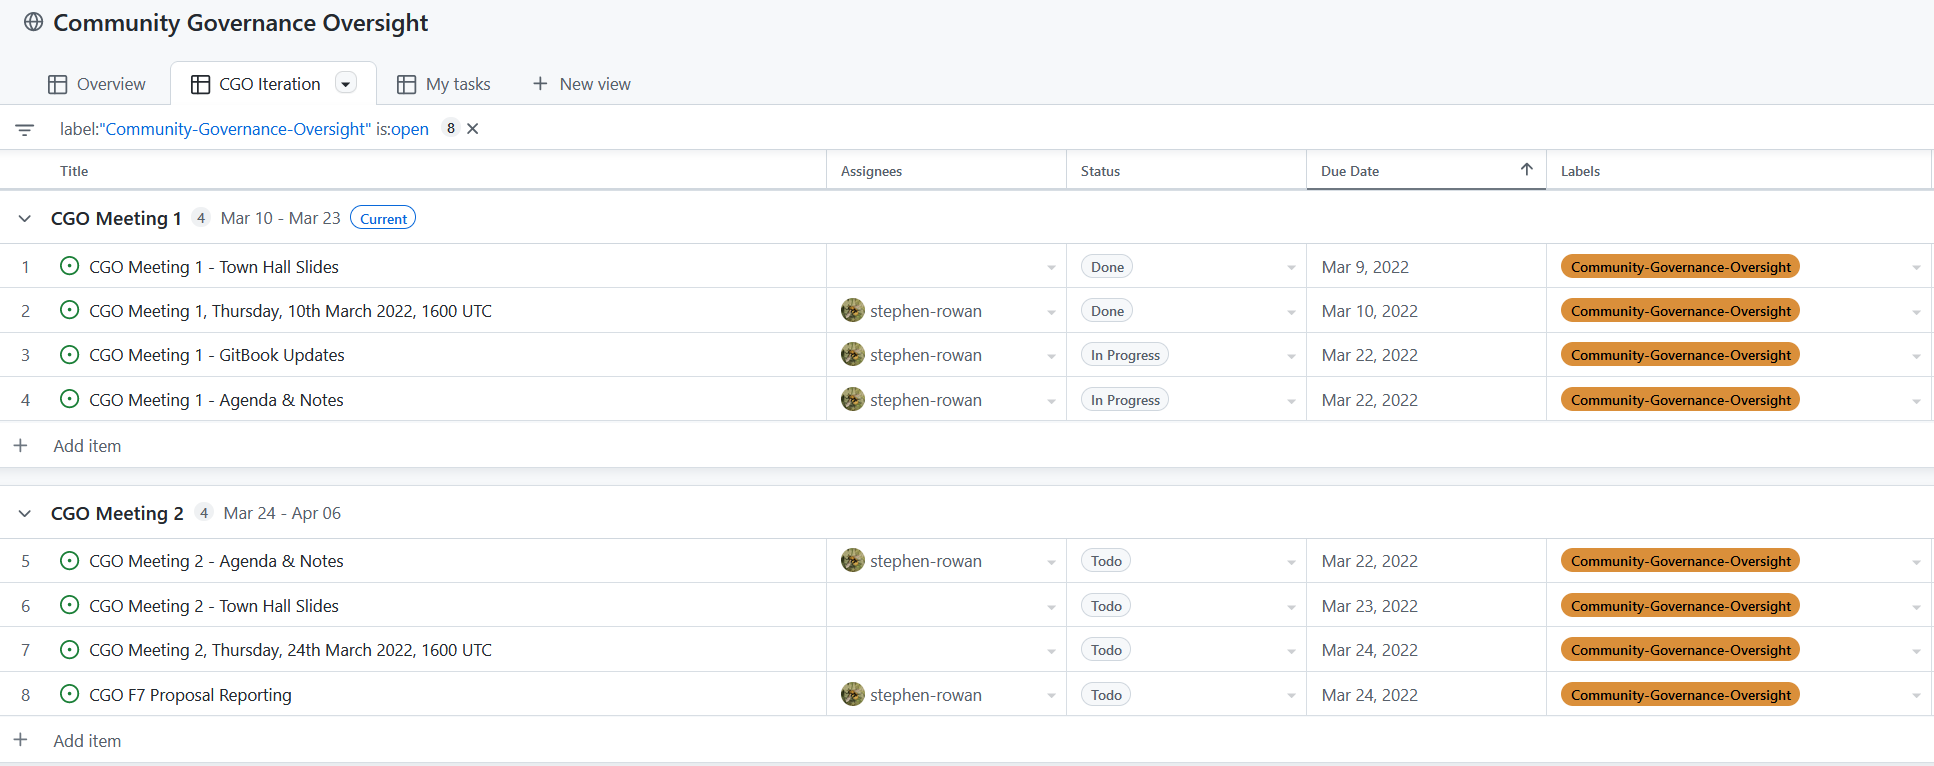 Community Governance Oversight
Overview CGO Iteration My tasks + New view
label:"Community-Governance-Oversight" is:open 8
Title Assignees Status Due Date Labels
CGO Meeting 1 4 Mar 10 - Mar 23 Current
1 CGO Meeting 1 - Town Hall Slides Done Mar 9, 2022 Community-Governance-Oversight
2 CGO Meeting 1, Thursday, 10th March 2022, 1600 UTC stephen-rowan Done Mar 10, 2022 Community-Governance-Oversight
3 CGO Meeting 1 - GitBook Updates stephen-rowan In Progress Mar 22, 2022 Community-Governance-Oversight
4 CGO Meeting 1 - Agenda & Notes stephen-rowan In Progress Mar 22, 2022 Community-Governance-Oversight
+ Add item
CGO Meeting 2 4 Mar 24 - Apr 06
5 CGO Meeting 2 - Agenda & Notes stephen-rowan Todo Mar 22, 2022 Community-Governance-Oversight
6 CGO Meeting 2 - Town Hall Slides Todo Mar 23, 2022 Community-Governance-Oversight
7 CGO Meeting 2, Thursday, 24th March 2022, 1600 UTC Todo Mar 24, 2022 Community-Governance-Oversight
8 CGO F7 Proposal Reporting stephen-rowan Todo Mar 24, 2022 Community-Governance-Oversight
+ Add item